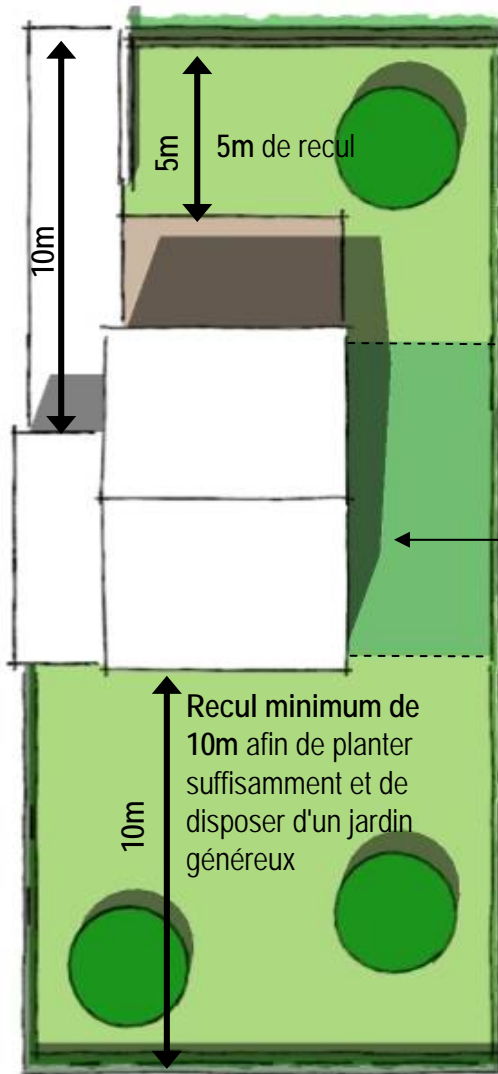 5m
5m de recul
10m
Recul minimum de
10m afin de planter
suffisamment et de
disposer d'un jardin
généreux
10m